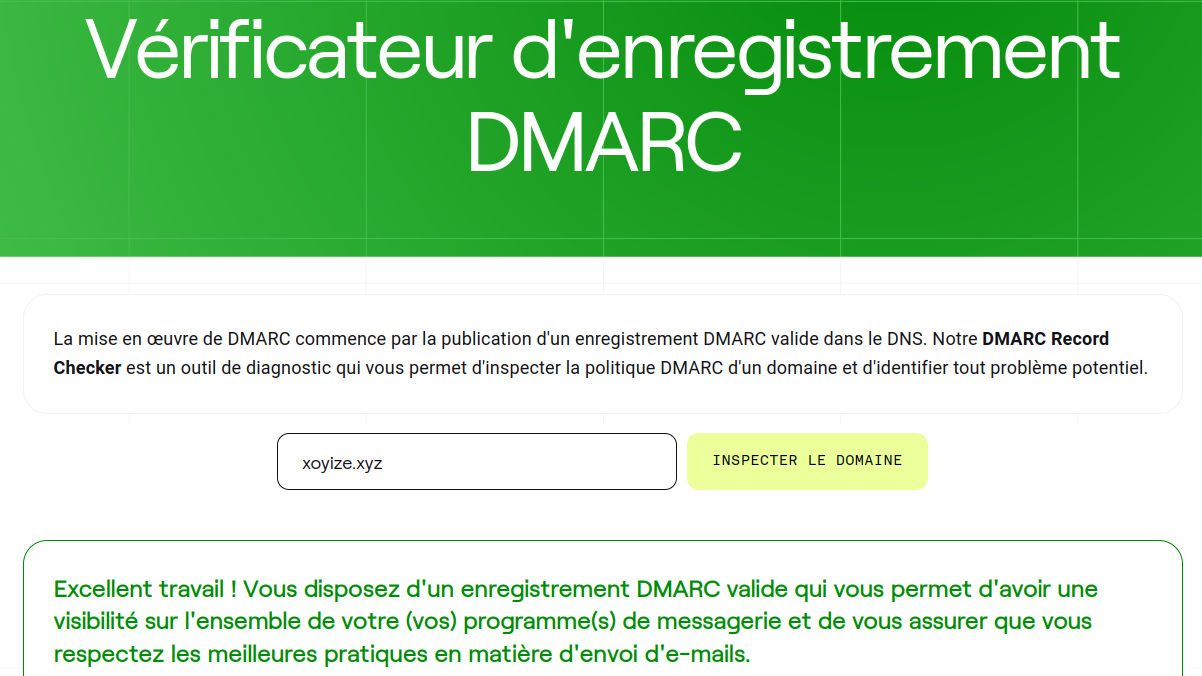 Vérificateur d'enregistrement
DMARC
La mise en œuvre de DMARC commence par la publication d'un enregistrement DMARC valide dans le DNS. Notre DMARC Record
Checker est un outil de diagnostic qui vous permet d'inspecter la politique DMARC d'un domaine et d'identifier tout problème potentiel.
xoyize.xyz
INSPECTER LE DOMAINE
Excellent travail ! Vous disposez d'un enregistrement DMARC valide qui vous permet d'avoir une
visibilité sur l'ensemble de votre (vos) programme(s) de messagerie et de vous assurer que vous
respectez les meilleures pratiques en matière d'envoi d'e-mails.